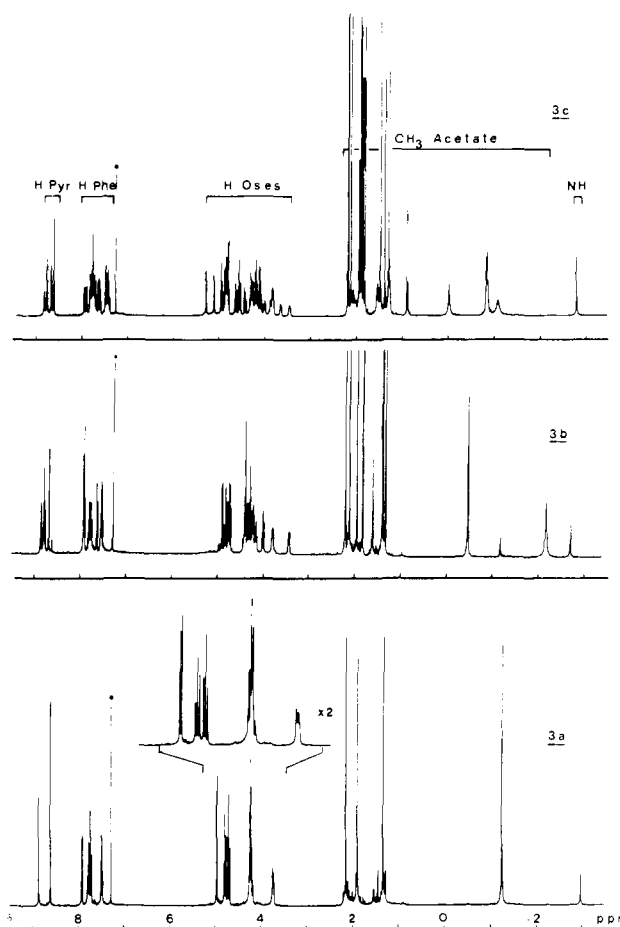 3c
CH3 Acetate
H Pyr H Phe
H Oses
NH
3b
x2
3a
8 6 4 2 0 -2 ppm